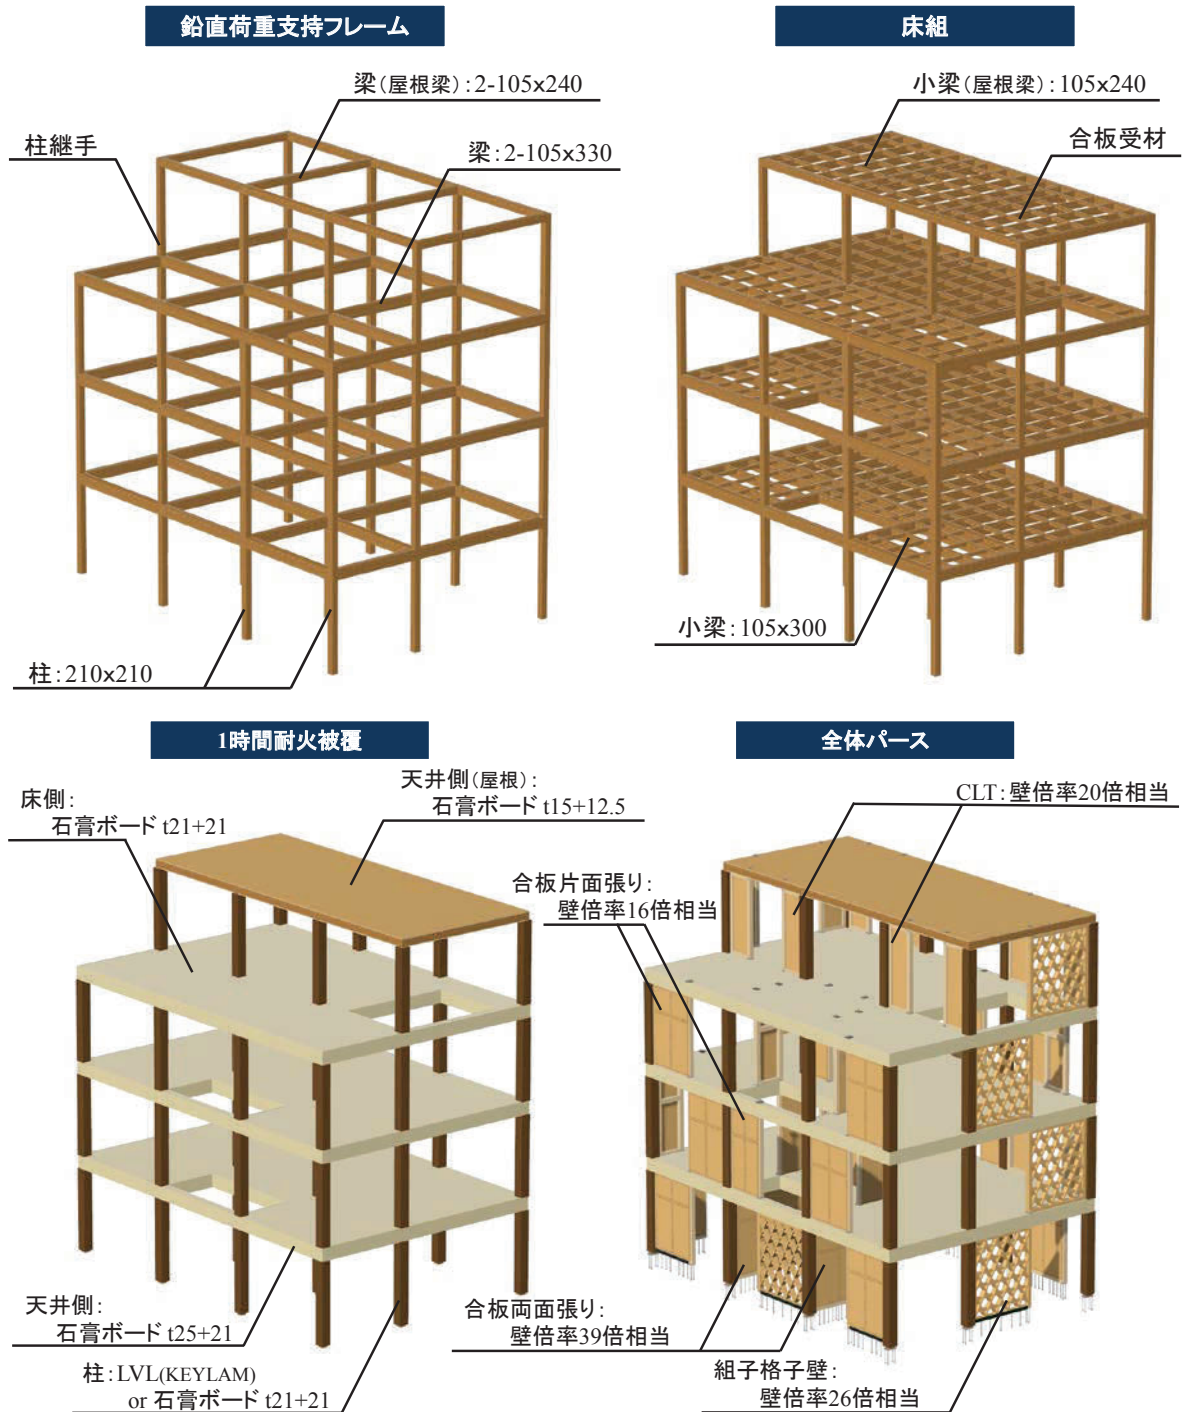 鉛直荷重支持フレーム
梁（屋根梁）：2-105x240
柱継手
梁：2-105x330
柱：210x210
床組
小梁（屋根梁）：105x240
合板受材
小梁：105x300
1時間耐火被覆
天井側（屋根）：
石膏ボード t15+12.5
床側：
石膏ボード t21+21
天井側：
石膏ボード t25+21
柱：LVL(KEYLAM)
or 石膏ボード t21+21
全体パース
CLT：壁倍率20倍相当
合板片面張り：
壁倍率16倍相当
合板両面張り：
壁倍率39倍相当
組子格子壁：
壁倍率26倍相当